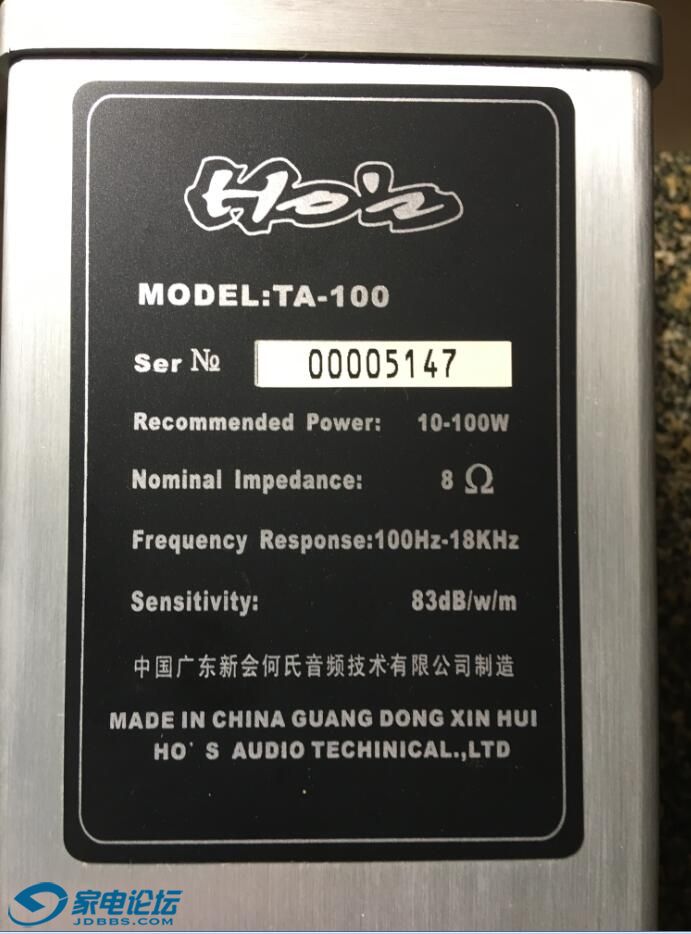 Ho's
MODEL:TA-100
Ser № 00005147
Recommended Power: 10-100W
Nominal Impedance: 8 Ω
Frequency Response:100Hz-18KHz
Sensitivity: 83dB/w/m
中国广东新会何氏音频技术有限公司制造
MADE IN CHINA GUANG DONG XIN HUI
HO'S AUDIO TECHINICAL.,LTD
家电论坛
JDBBS.COM